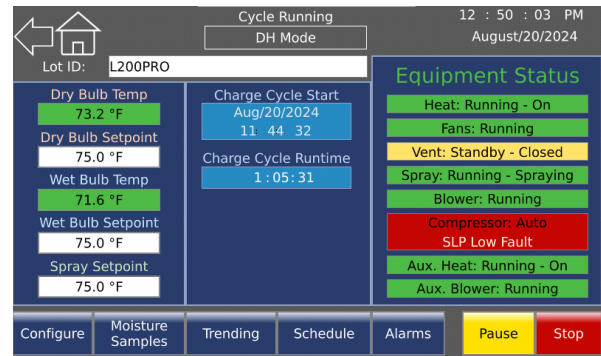 Cycle Running
DH Mode
12 : 50 : 03 PM
August/20/2024
Lot ID: L200PRO
Dry Bulb Temp
73.2 °F
Dry Bulb Setpoint
75.0 °F
Wet Bulb Temp
71.6 °F
Wet Bulb Setpoint
75.0 °F
Spray Setpoint
75.0 °F
Charge Cycle Start
Aug/20/2024
11: 44 32
Charge Cycle Runtime
1:05:31
Equipment Status
Heat: Running - On
Fans: Running
Vent: Standby - Closed
Spray: Running - Spraying
Blower: Running
Compressor: Auto
SLP Low Fault
Aux. Heat: Running - On
Aux. Blower: Running
Configure
Moisture
Samples
Trending
Schedule
Alarms
Pause
Stop